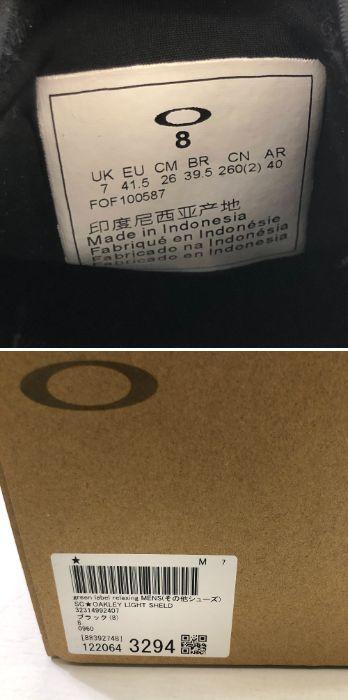 8
UK EU CM BR CN AR
7 41.5 26 39.5 260(2) 40
FOF100587
印度尼西亚产地
Made in Indonesia
Fabriqué en Indonésie
Fabricado na Indonésia
Fabricado en Indonesia
★ M 7
green label relaxing MENS(その他シューズ)
SC★OAKLEY LIGHT SHIELD
32314992407
ブラック(8)
8
0960
[88392748]
122064 3294